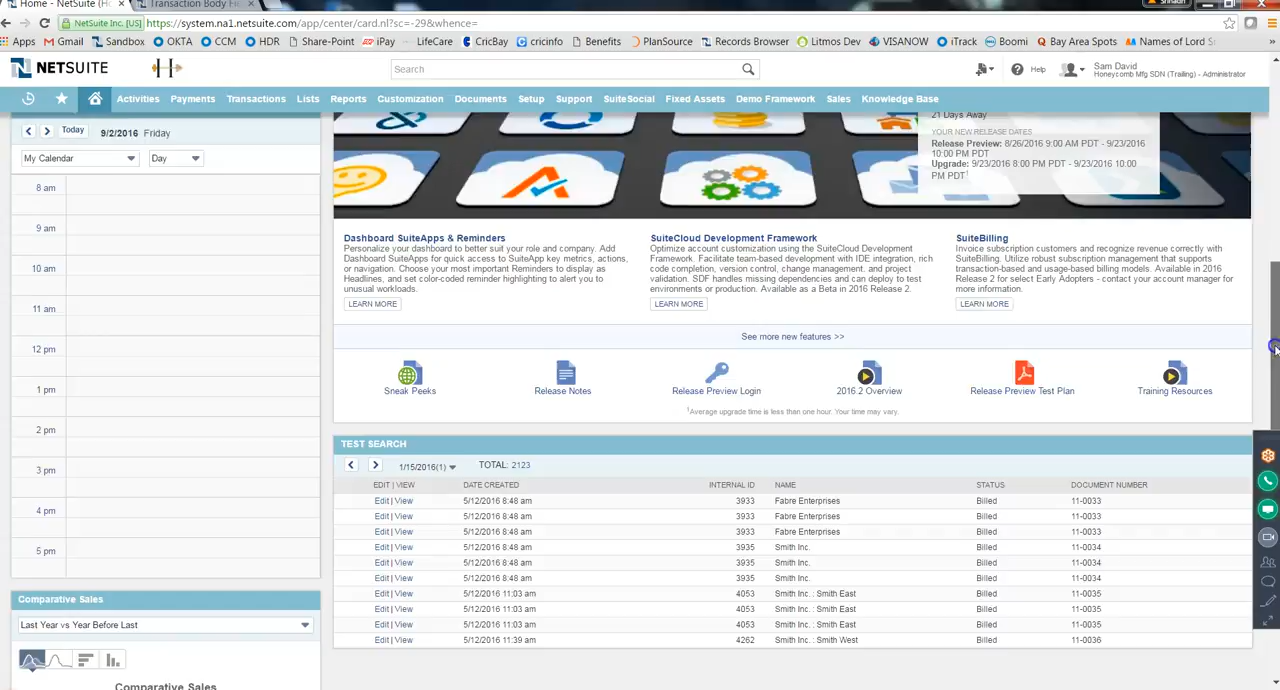 Home - NetSuite (Ho
Transaction Body
NetSuite Inc. [US]
https://system.na1.netsuite.com/app/center/card.nl?sc=-29&whence=
Apps
Gmail
Sandbox
OKTA
CCM
HDR
Share-Point
iPay
LifeCare
CricBay
cricinfo
Benefits
PlanSource
Records Browser
Litmos Dev
VISANOW
iTrack
Boomi
Bay Area Spots
Names of Lord
NETSUITE
Search
Help
Sam David
Honeycomb Mfg SDN (Trailing) - Administrator
Activities
Payments
Transactions
Lists
Reports
Customization
Documents
Setup
Support
SuiteSocial
Fixed Assets
Demo Framework
Sales
Knowledge Base
Today
9/2/2016 Friday
My Calendar
Day
8 am
9 am
10 am
11 am
12 pm
1 pm
2 pm
3 pm
4 pm
5 pm
Comparative Sales
Last Year vs Year Before Last
Comparative Sales
21 Days Away
YOUR NEW RELEASE DATES
Release Preview: 8/26/2016 9:00 AM PDT - 9/23/2016
10:00 PM PDT
Upgrade: 9/23/2016 8:00 PM PDT - 9/23/2016 10:00
PM PDT1
Dashboard SuiteApps & Reminders
Personalize your dashboard to better suit your role and company. Add
Dashboard SuiteApps for quick access to SuiteApp key metrics, actions,
or navigation. Choose your most important Reminders to display as
Headlines, and set color-coded reminder highlighting to alert you to
unusual workloads.
LEARN MORE
SuiteCloud Development Framework
Optimize account customization using the SuiteCloud Development
Framework. Facilitate team-based development with IDE integration, rich
code completion, version control, change management. and project
validation. SDF handles missing dependencies and can deploy to test
environments or production. Available as a Beta in 2016 Release 2.
LEARN MORE
SuiteBilling
Invoice subscription customers and recognize revenue correctly with
SuiteBilling. Utilize robust subscription management that supports
transaction-based and usage-based billing models. Available in 2016
Release 2 for select Early Adopters - contact your account manager for
more information.
LEARN MORE
See more new features >>
Sneak Peeks
Release Notes
Release Preview Login
2016.2 Overview
Release Preview Test Plan
Training Resources
1Average upgrade time is less than one hour. Your time may vary.
TEST SEARCH
1/15/2016(1)
TOTAL: 2123
EDIT | VIEW DATE CREATED INTERNAL ID NAME STATUS DOCUMENT NUMBER
Edit | View 5/12/2016 8:48 am 3933 Fabre Enterprises Billed 11-0033
Edit | View 5/12/2016 8:48 am 3933 Fabre Enterprises Billed 11-0033
Edit | View 5/12/2016 8:48 am 3933 Fabre Enterprises Billed 11-0033
Edit | View 5/12/2016 8:48 am 3935 Smith Inc. Billed 11-0034
Edit | View 5/12/2016 8:48 am 3935 Smith Inc. Billed 11-0034
Edit | View 5/12/2016 8:48 am 3935 Smith Inc. Billed 11-0034
Edit | View 5/12/2016 11:03 am 4053 Smith Inc. : Smith East Billed 11-0035
Edit | View 5/12/2016 11:03 am 4053 Smith Inc. : Smith East Billed 11-0035
Edit | View 5/12/2016 11:03 am 4053 Smith Inc. : Smith East Billed 11-0035
Edit | View 5/12/2016 11:39 am 4262 Smith Inc. : Smith West Billed 11-0036